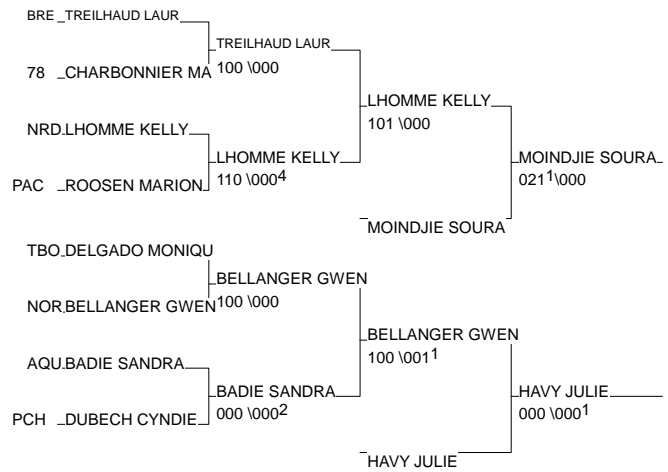 BRE TREILHAUD LAUR
TREILHAUD LAUR
78 CHARBONNIER MA
100 \000
LHOMME KELLY
101 \000
NRD LHOMME KELLY
LHOMME KELLY
110 \000⁴
PAC ROOSEN MARION
MOINDJIE SOURA
021¹\000
MOINDJIE SOURA
TBO DELGADO MONIQU
BELLANGER GWEN
100 \000
NOR BELLANGER GWEN
BELLANGER GWEN
100 \001¹
AQU BADIE SANDRA
BADIE SANDRA
000 \000²
PCH DUBECH CYNDIE
HAVY JULIE
000 \000¹
HAVY JULIE